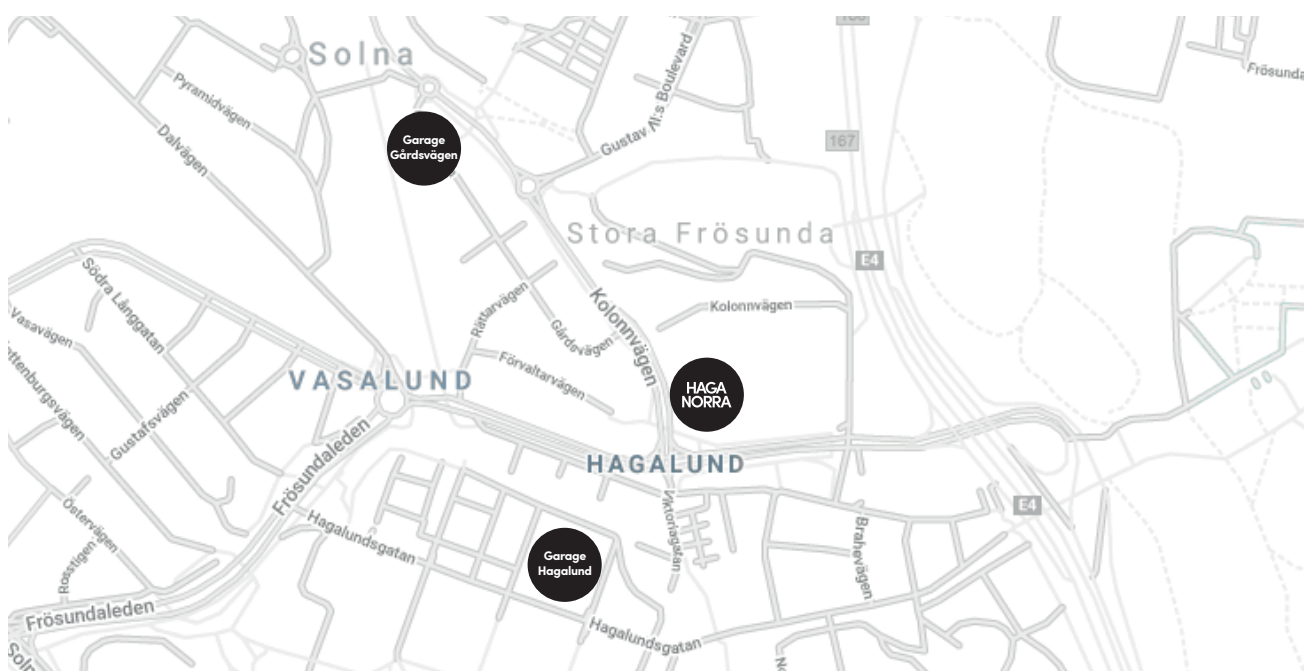 Solna
Pyramidvägen
Dalvägen
Garage
Gårdsvägen
Gustav III:s Boulevard
167
Frösunda
Stora Frösunda
E4
Södra Långgatan
Vasavägen
Rättarvägen
Gårdsvägen
Kolonnvägen
Kolonnvägen
Förvaltarvägen
VASALUND
HAGA
NORRA
Gustafsvägen
Frösundaleden
HAGALUND
Viktoriagatan
E4
Östervägen
Rosstigen
Hagalundsgatan
Garage
Hagalund
Brahevägen
Frösundaleden
Hagalundsgatan